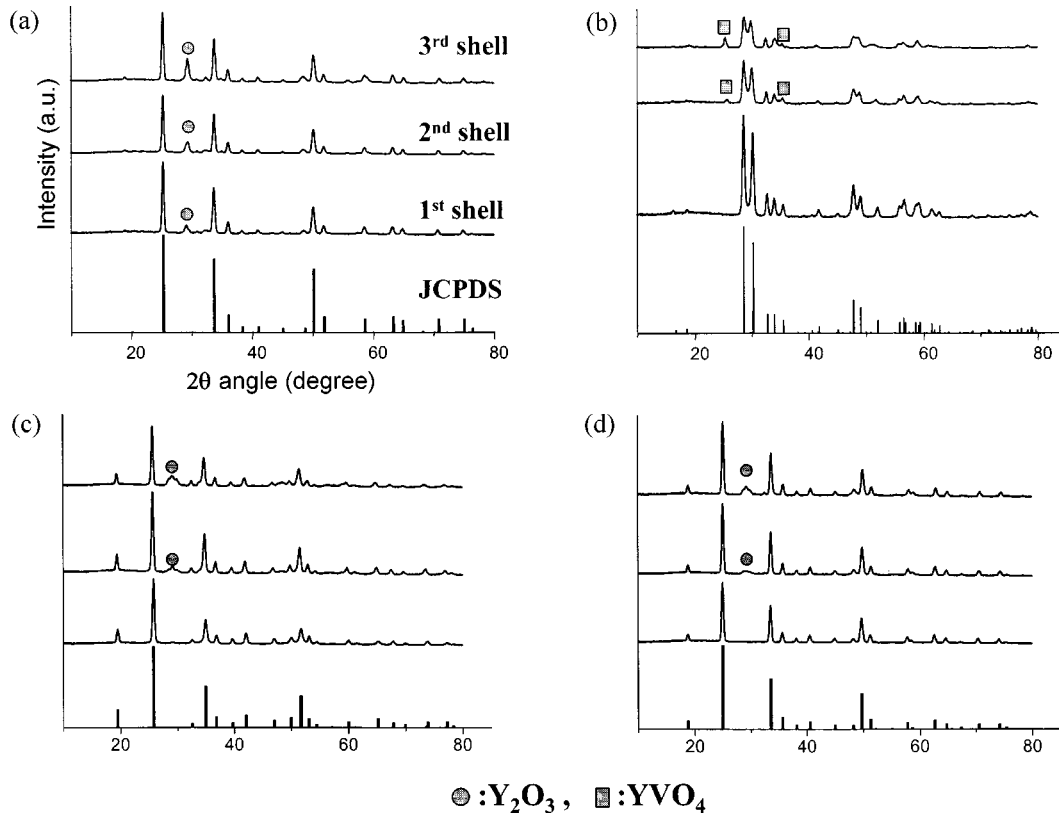 (a)
Intensity (a.u.)
3rd shell
2nd shell
1st shell
JCPDS
20 40 60 80
2θ angle (degree)
(b)
20 40 60 80
(c)
20 40 60 80
(d)
20 40 60 80
:Y2O3 , :YVO4